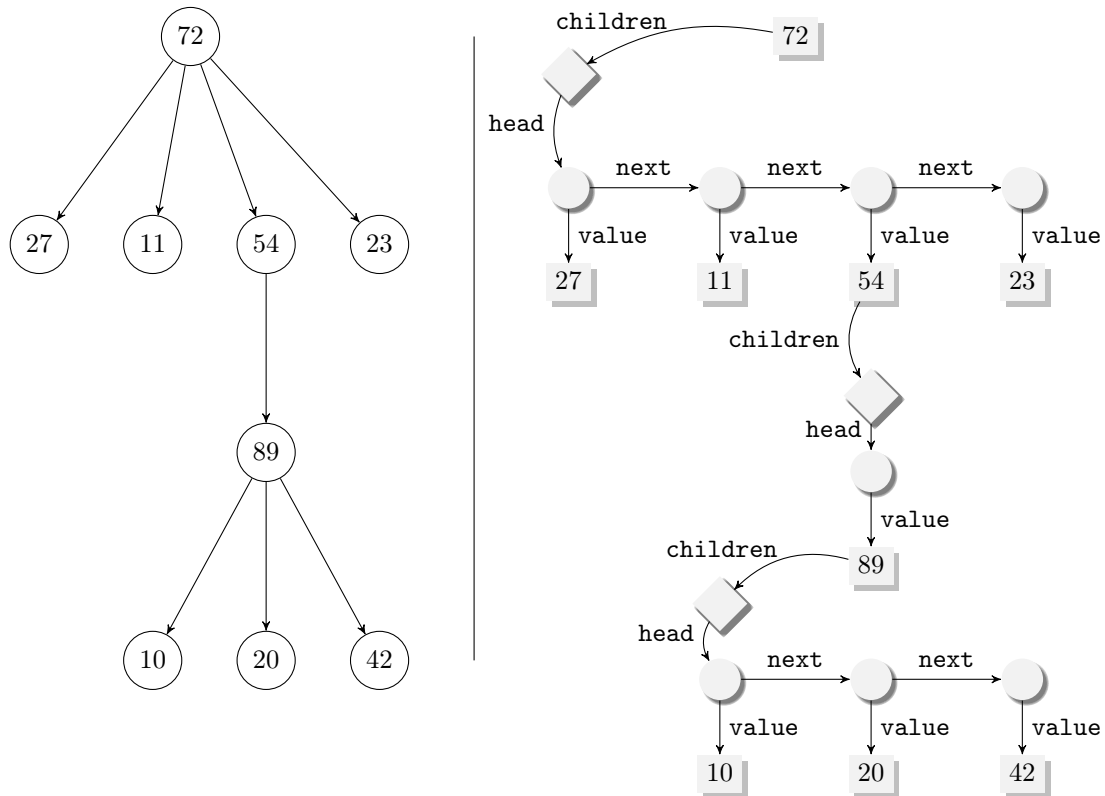 72
27 11 54 23
89
10 20 42
children 72
head
next next next
value value value value
27 11 54 23
children
head
value
children 89
head
next next
value value value
10 20 42